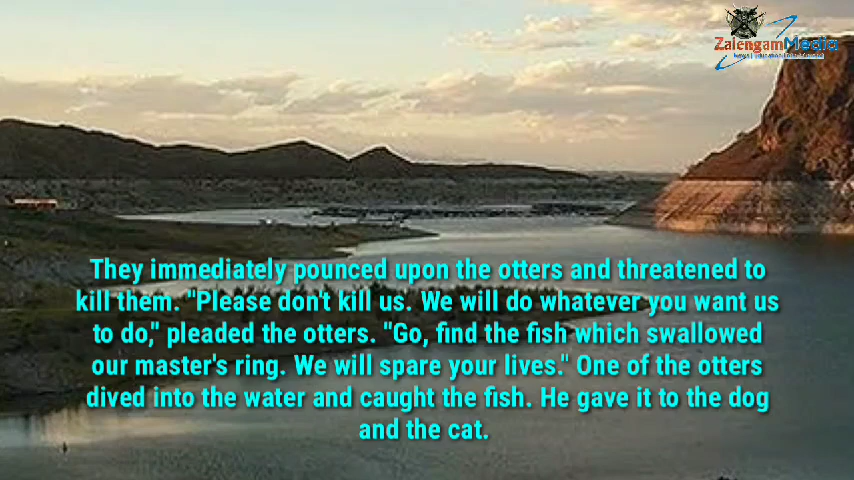 ZalengamMedia
They immediately pounced upon the otters and threatened to
kill them. "Please don't kill us. We will do whatever you want us
to do," pleaded the otters. "Go, find the fish which swallowed
our master's ring. We will spare your lives." One of the otters
dived into the water and caught the fish. He gave it to the dog
and the cat.